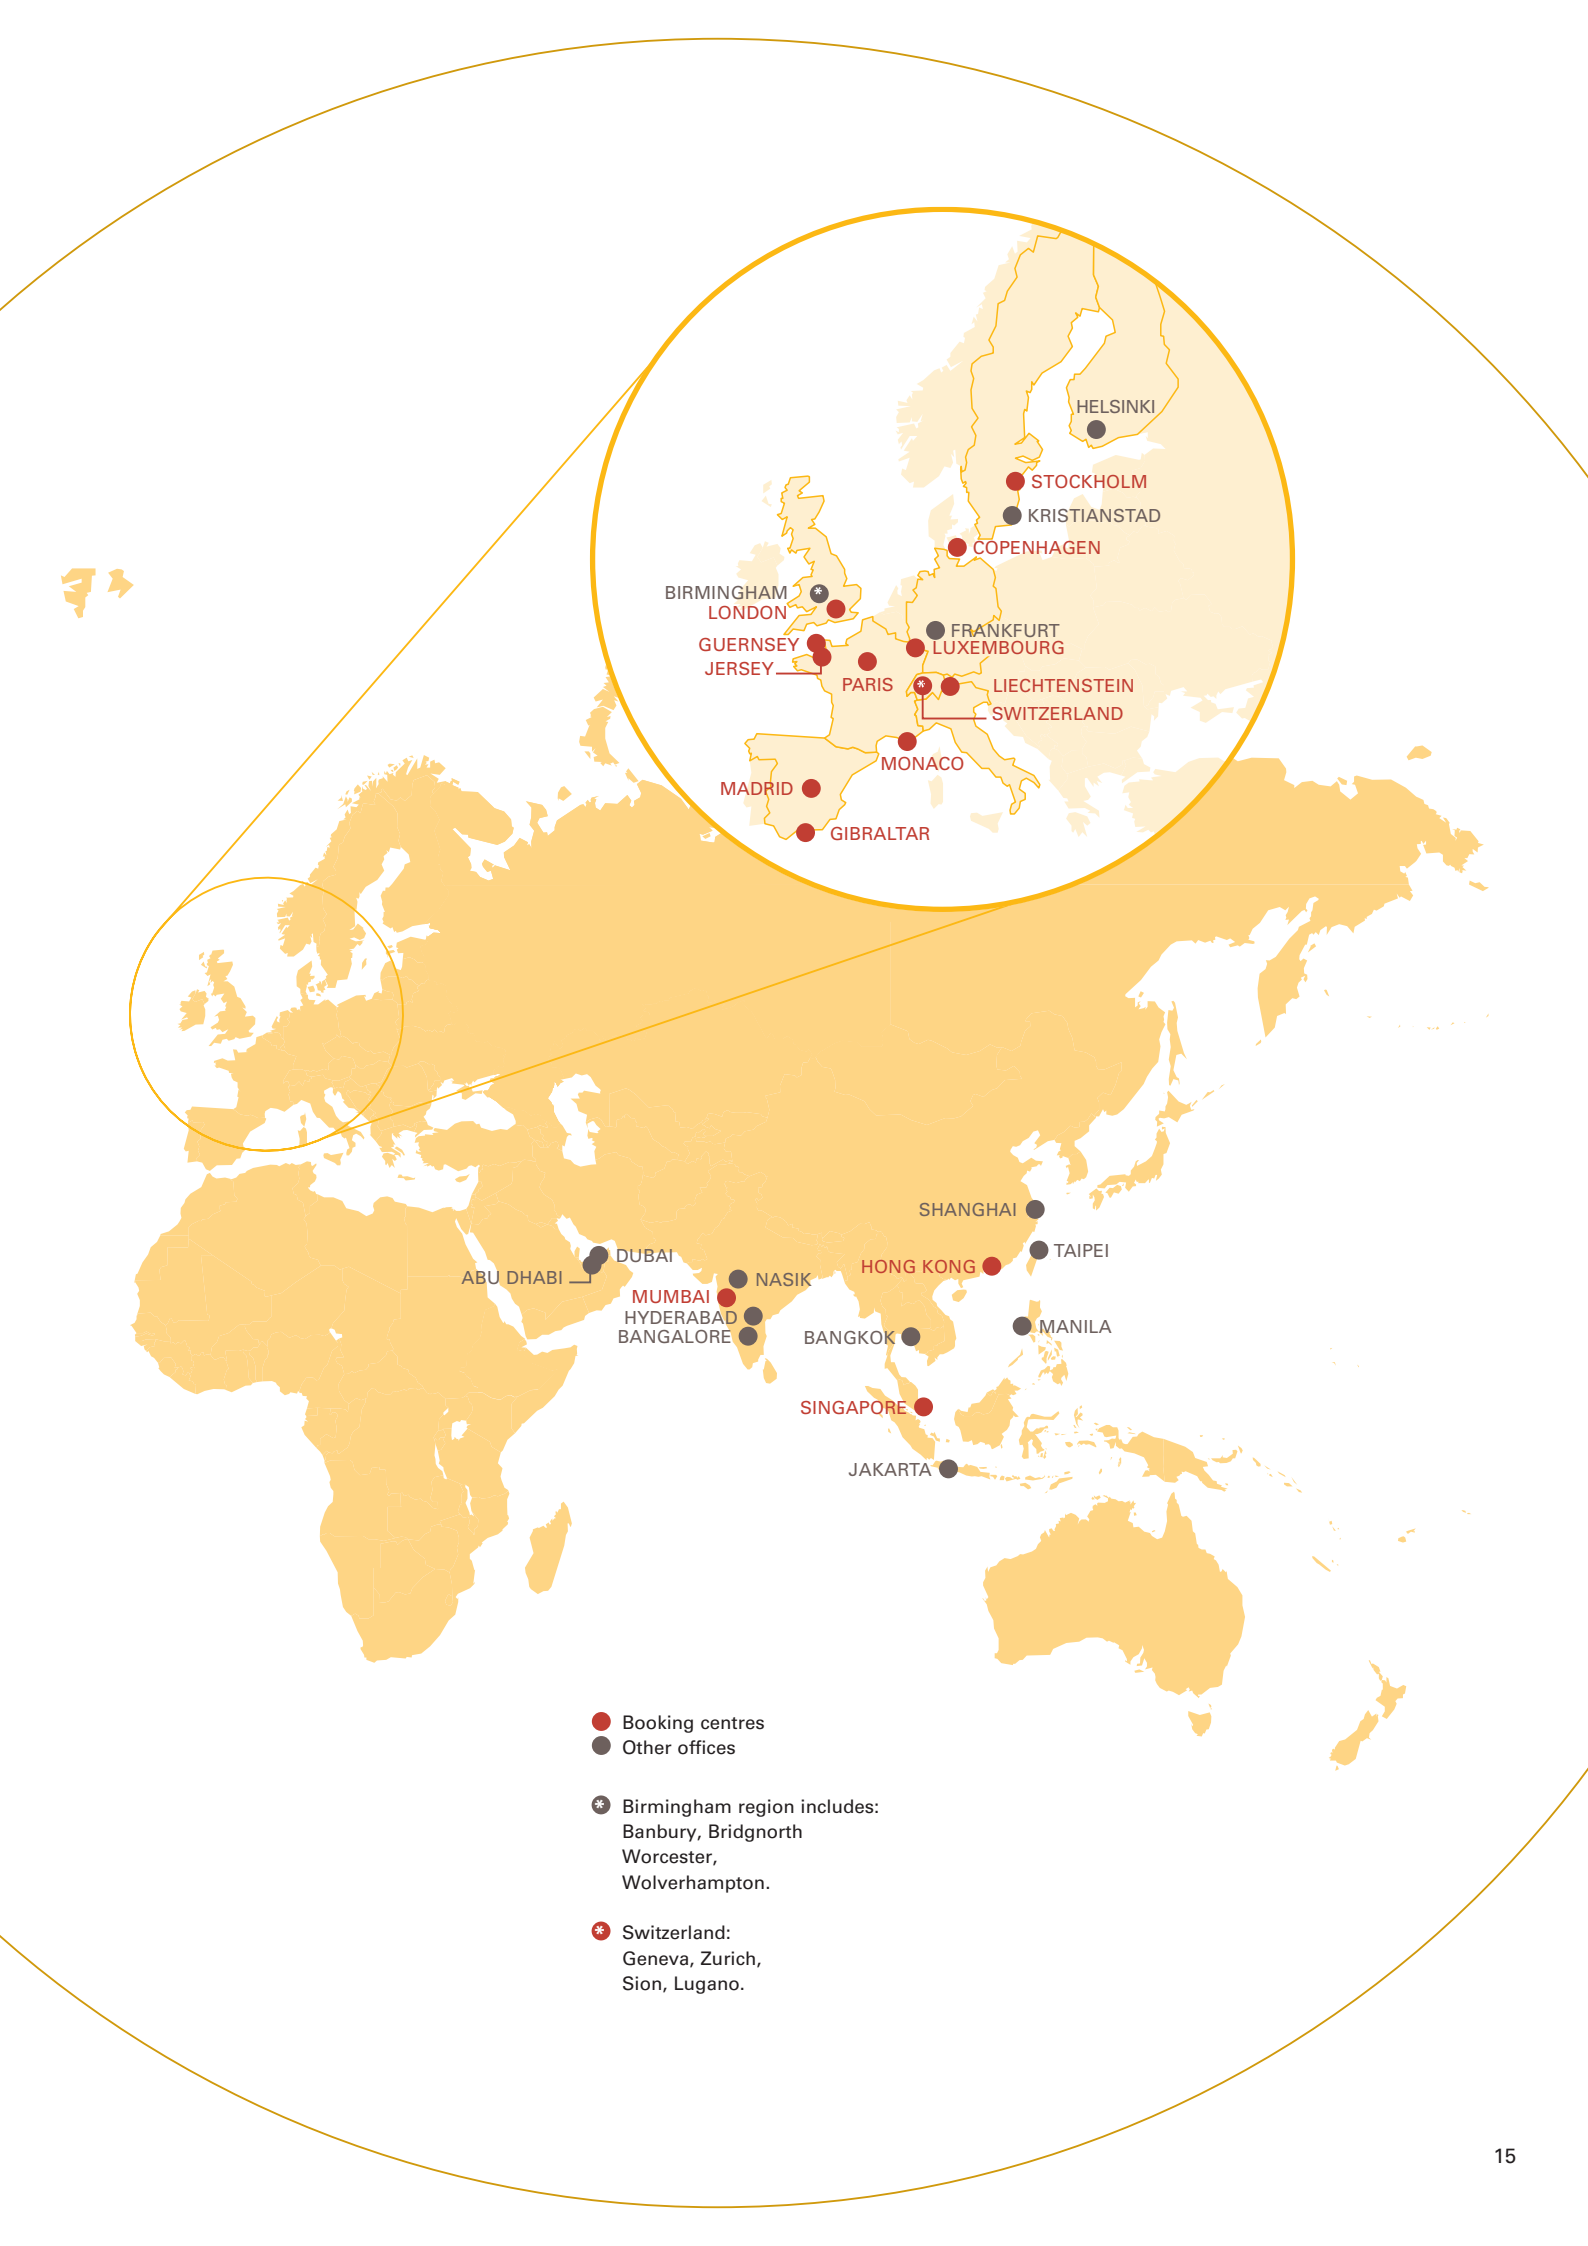 HELSINKI
STOCKHOLM
KRISTIANSTAD
COPENHAGEN
BIRMINGHAM *
LONDON
FRANKFURT
GUERNSEY
LUXEMBOURG
JERSEY
PARIS
* LIECHTENSTEIN
SWITZERLAND
MONACO
MADRID
GIBRALTAR
SHANGHAI
TAIPEI
DUBAI
HONG KONG
ABU DHABI
NASIK
MUMBAI
HYDERABAD
MANILA
BANGALORE
BANGKOK
SINGAPORE
JAKARTA
Booking centres
Other offices
* Birmingham region includes:
Banbury, Bridgnorth
Worcester,
Wolverhampton.
* Switzerland:
Geneva, Zurich,
Sion, Lugano.
15